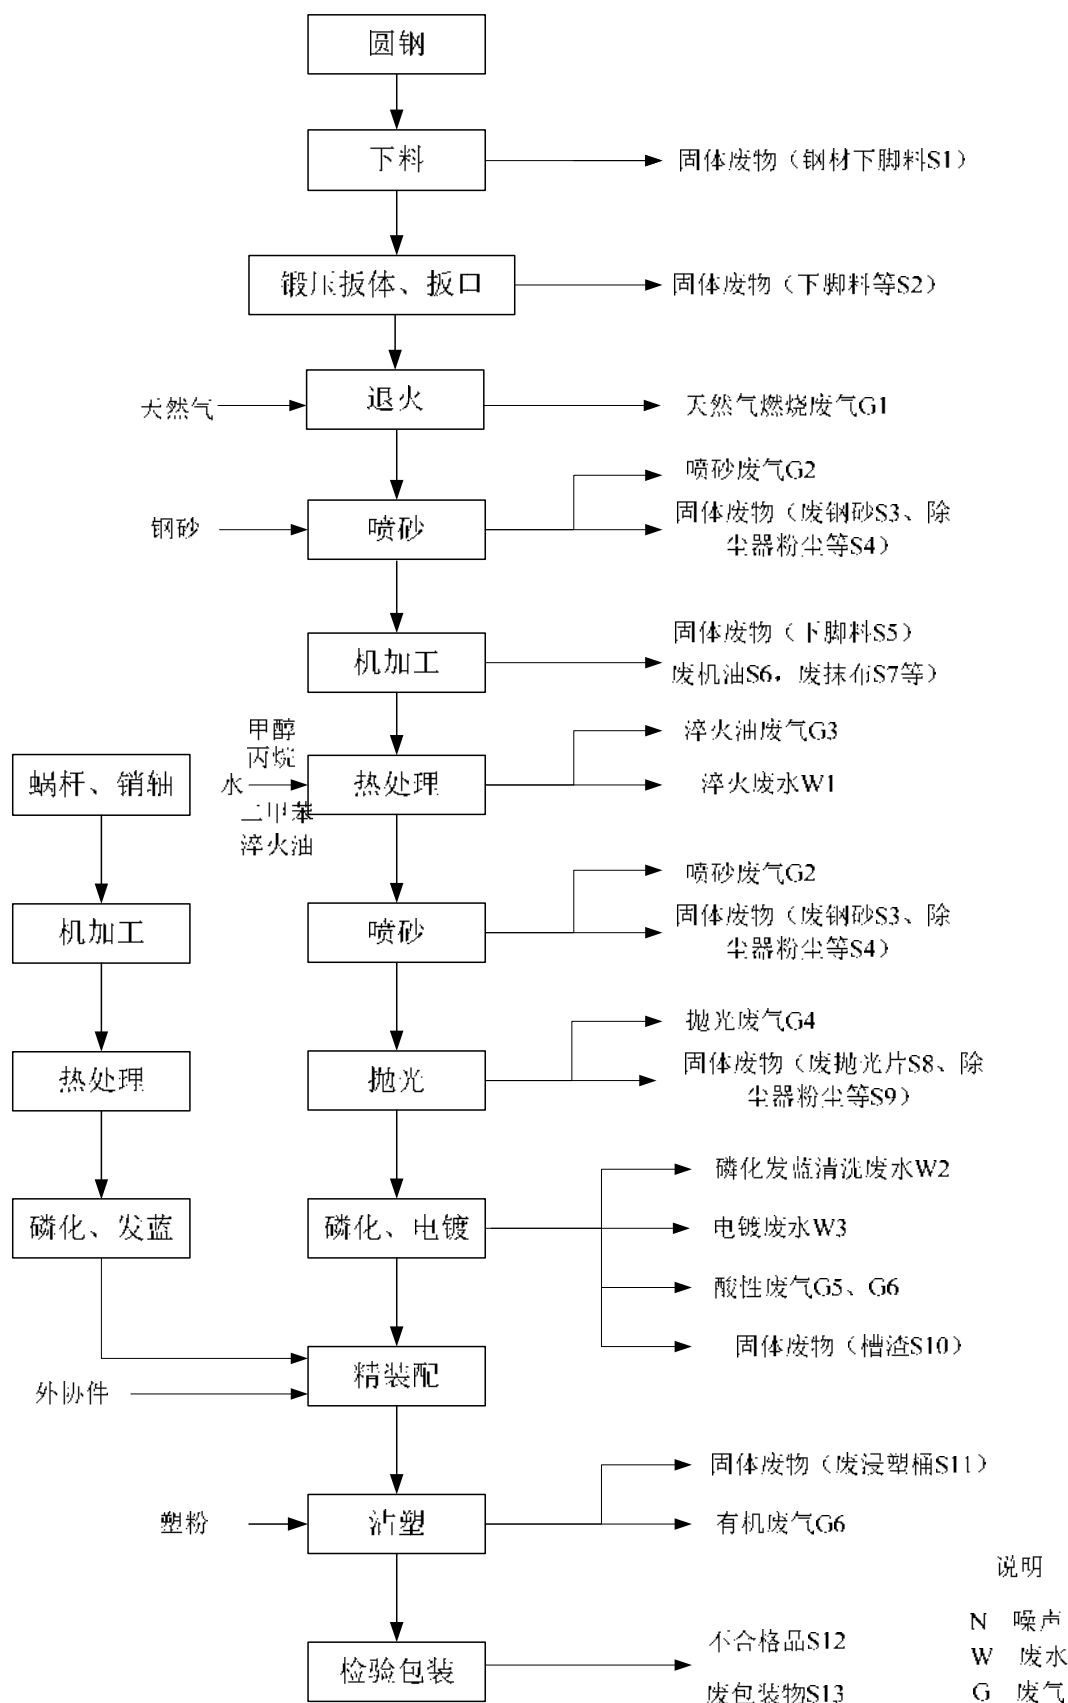 圆钢
下料
固体废物（钢材下脚料S1）
锻压扳体、扳口
固体废物（下脚料等S2）
天然气
退火
天然气燃烧废气G1
喷砂废气G2
钢砂
喷砂
固体废物（废钢砂S3、除
尘器粉尘等S4）
机加工
固体废物（下脚料S5）
废机油S6，废抹布S7等）
甲醇
丙烷
水
二甲苯
淬火油
热处理
淬火油废气G3
淬火废水W1
蜗杆、销轴
喷砂废气G2
机加工
喷砂
固体废物（废钢砂S3、除
尘器粉尘等S4）
抛光废气G4
热处理
抛光
固体废物（废抛光片S8、除
尘器粉尘等S9）
磷化发蓝清洗废水W2
磷化、发蓝
磷化、电镀
电镀废水W3
酸性废气G5、G6
固体废物（槽渣S10）
精装配
外协件
固体废物（废浸塑桶S11）
塑粉
沾塑
有机废气G6
说明
N 噪声
W 废水
G 废气
检验包装
不合格品S12
废包装物S13